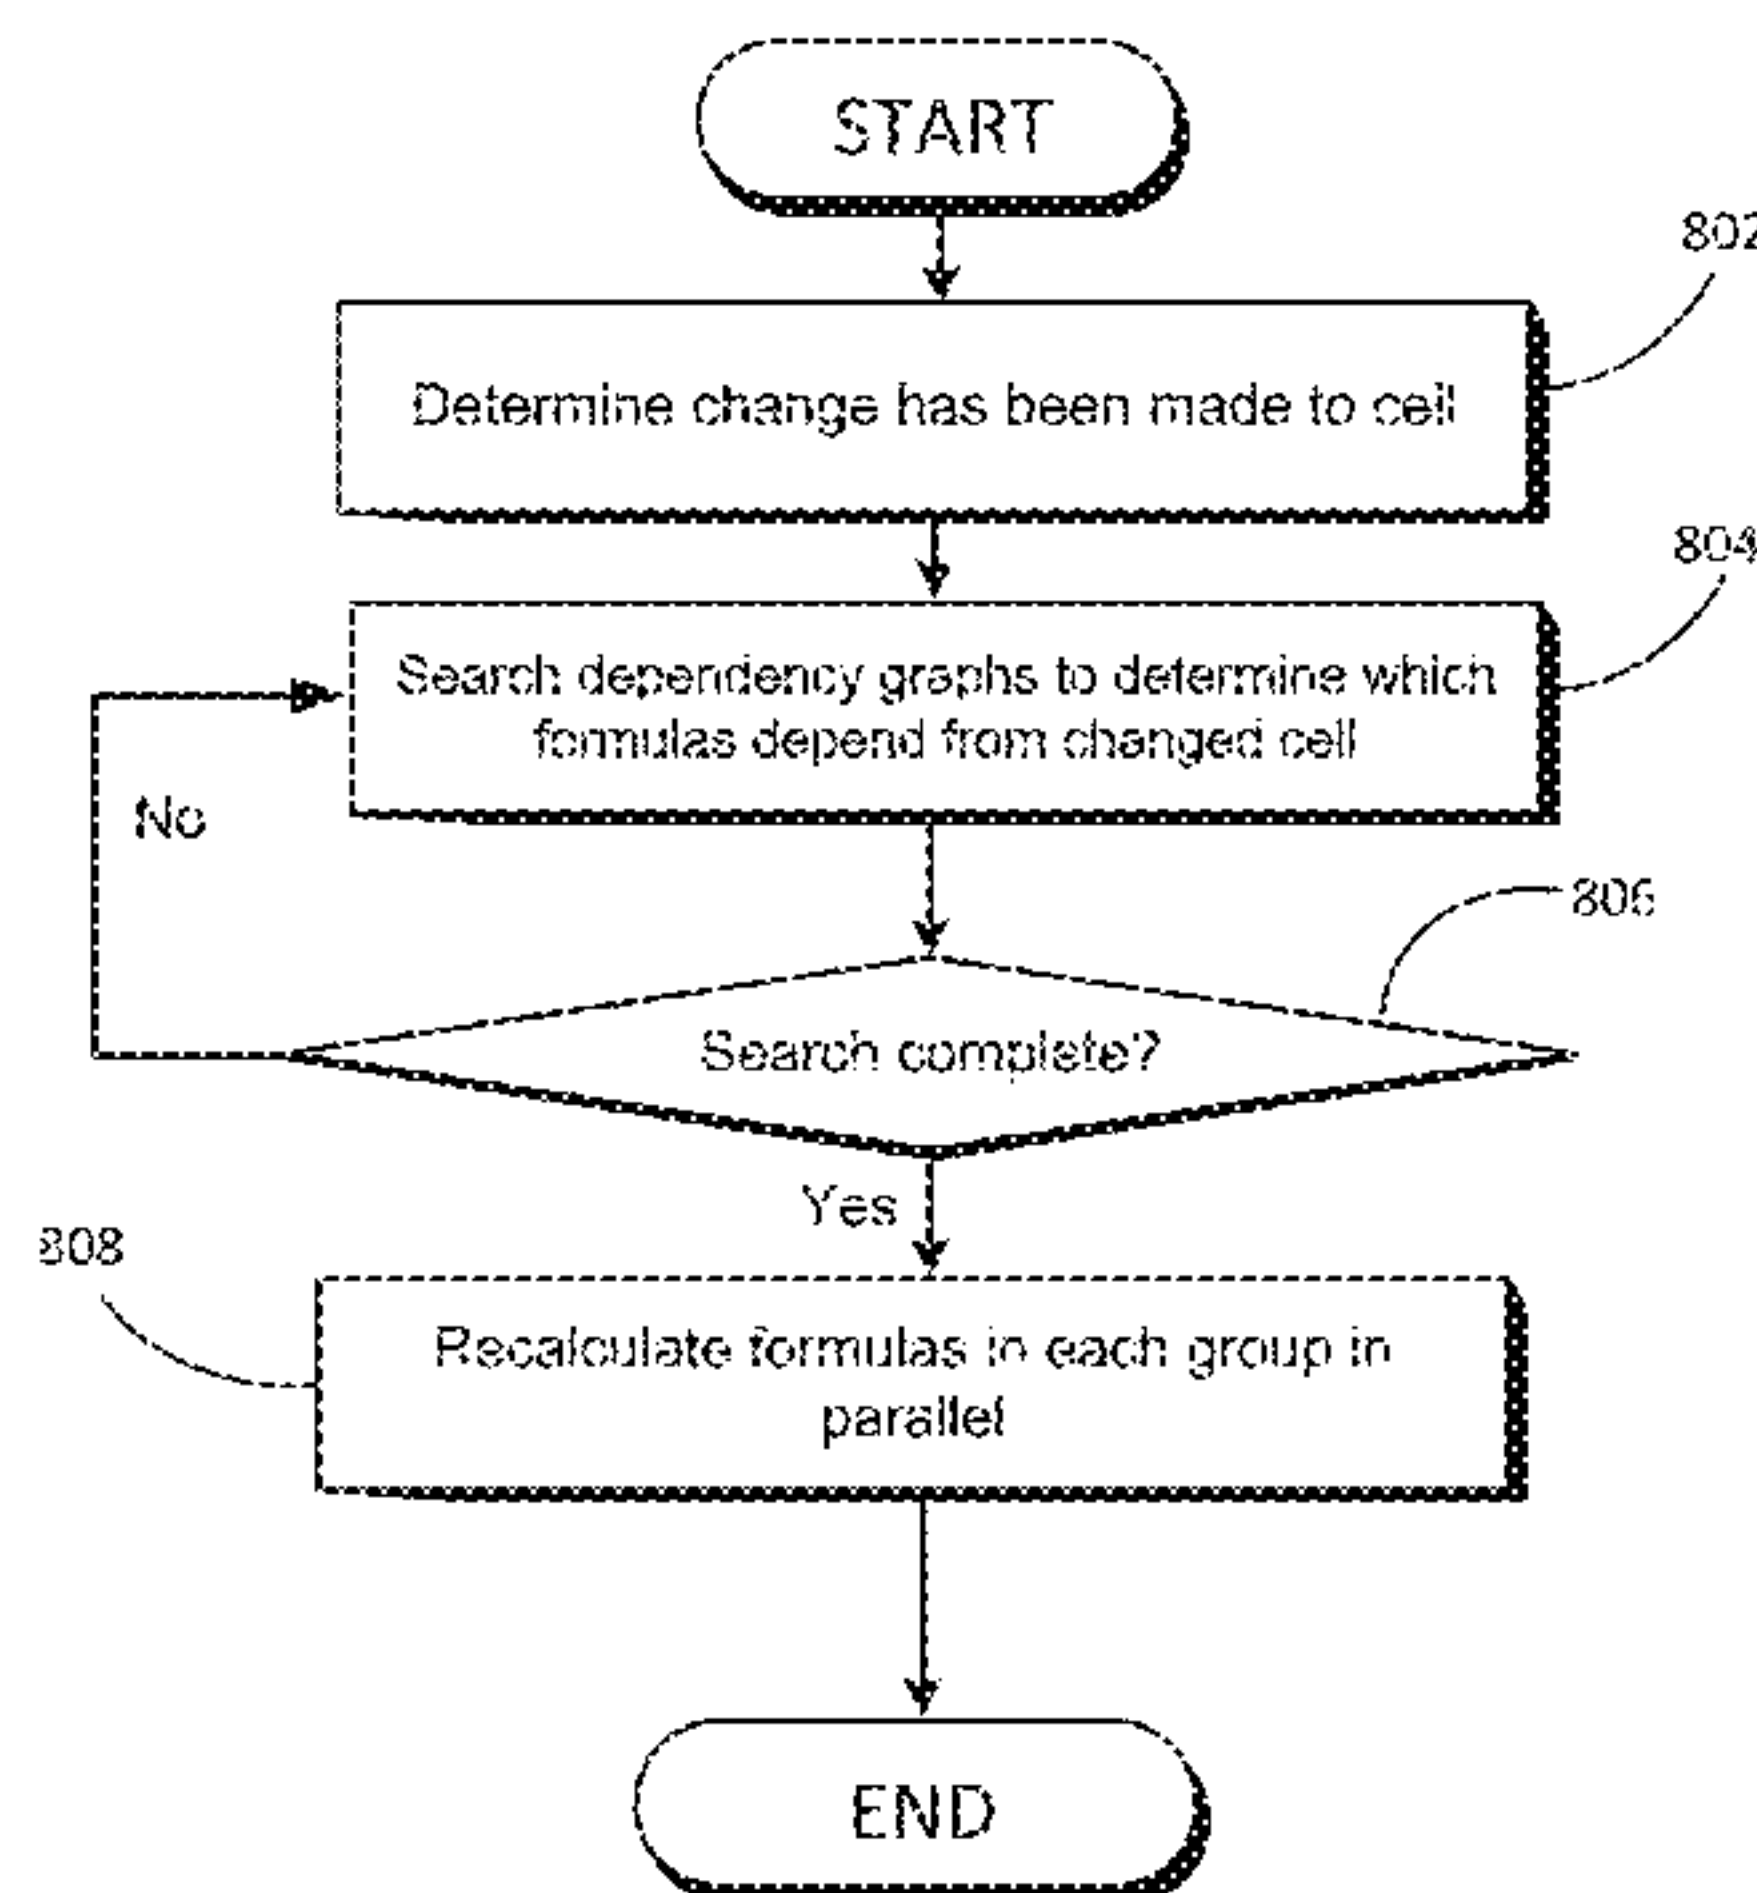 START
802
Determine change has been made to cell
804
Search dependency graphs to determine which
formulas depend from changed cell
No
806
Search complete?
Yes
808
Recalculate formulas in each group in
parallel
END